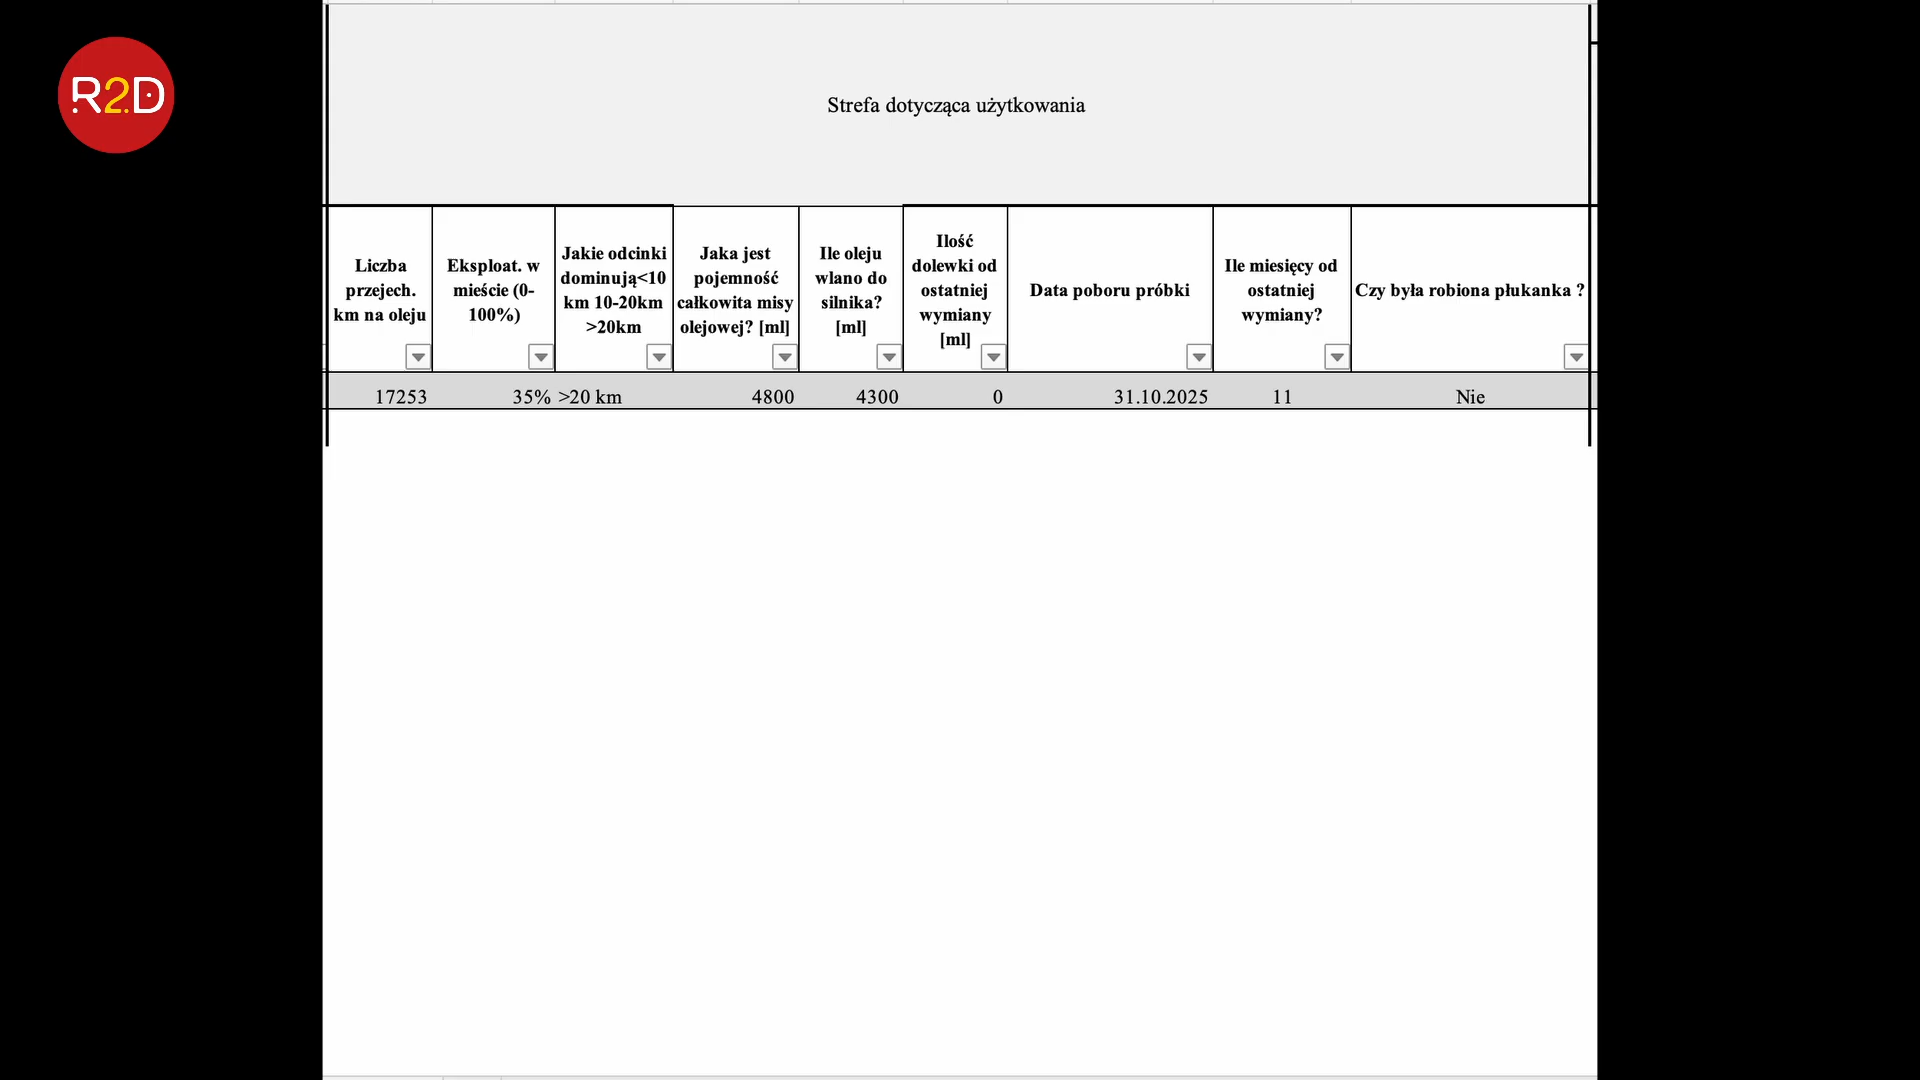 R2D
Strefa dotycząca użytkowania
Liczba
przejech.
km na oleju
Eksploat. w
mieście (0-
100%)
Jakie odcinki
dominują<10
km 10-20km
>20km
Jaka jest
pojemność
całkowita misy
olejowej? [ml]
Ile oleju
wlano do
silnika?
[ml]
Ilość
dolewki od
ostatniej
wymiany
[ml]
Data poboru próbki
Ile miesięcy od
ostatniej
wymiany?
Czy była robiona płukanka ?
17253 35% >20 km 4800 4300 0 31.10.2025 11 Nie